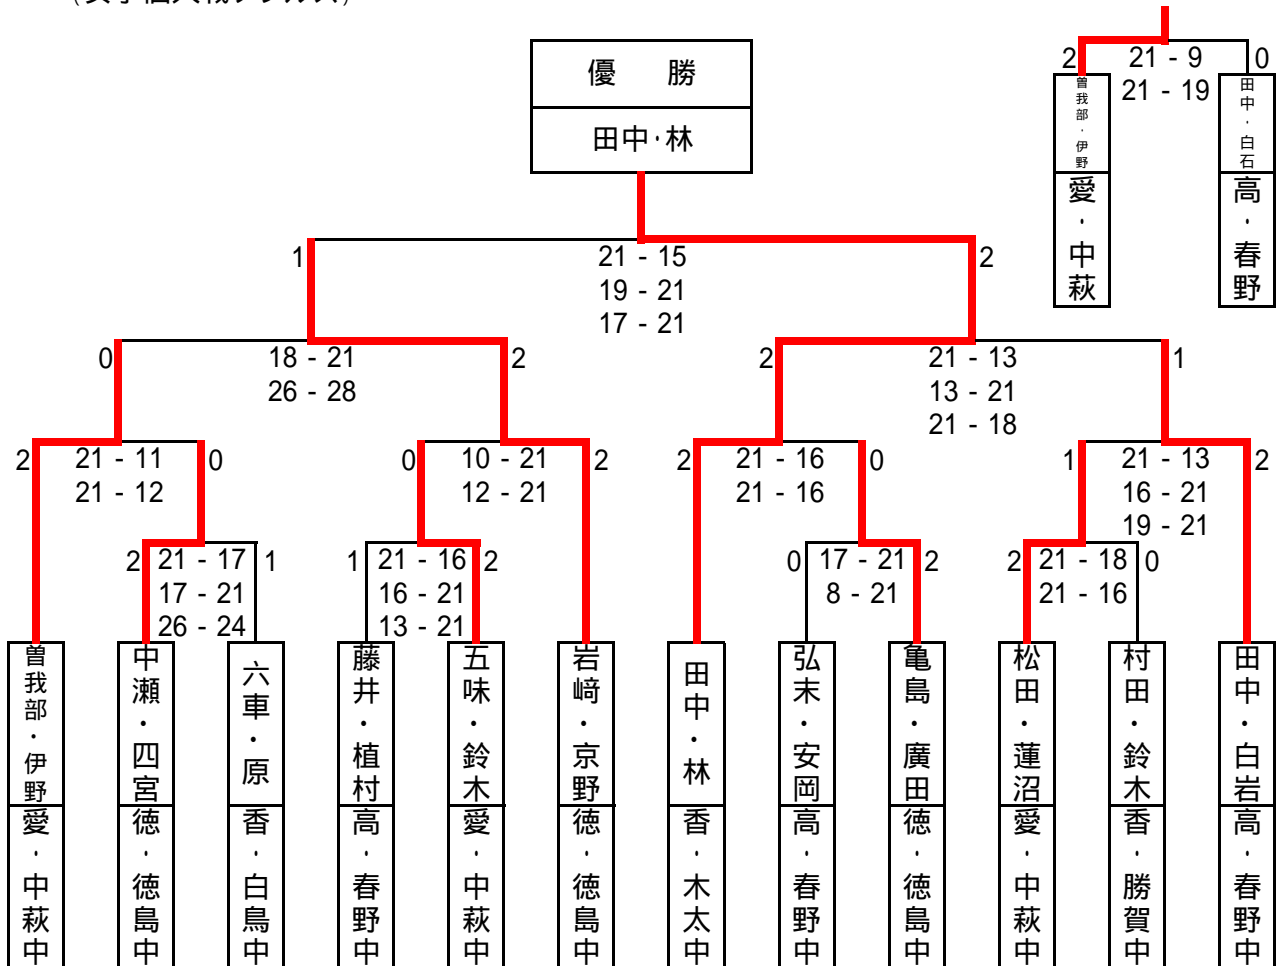 優　勝
田中・林
2
21 - 9
0
21 - 19
曽我部・伊野
愛・中萩
田中・白石
高・春野
1
21 - 15
2
19 - 21
17 - 21
0
18 - 21
2
26 - 28
2
21 - 13
1
13 - 21
21 - 18
2
21 - 11
0
21 - 12
0
10 - 21
2
12 - 21
2
21 - 16
0
21 - 16
1
21 - 13
2
16 - 21
19 - 21
2
21 - 17
1
17 - 21
26 - 24
1
21 - 16
2
16 - 21
13 - 21
0
17 - 21
2
8 - 21
2
21 - 18
0
21 - 16
曽我部・伊野
愛・中萩中
中瀬・四宮
徳・徳島中
六車・原
香・白鳥中
藤井・植村
高・春野中
五味・鈴木
愛・中萩中
岩﨑・京野
徳・徳島中
田中・林
香・木太中
弘末・安岡
高・春野中
亀島・廣田
徳・徳島中
松田・蓮沼
愛・中萩中
村田・鈴木
香・勝賀中
田中・白岩
高・春野中